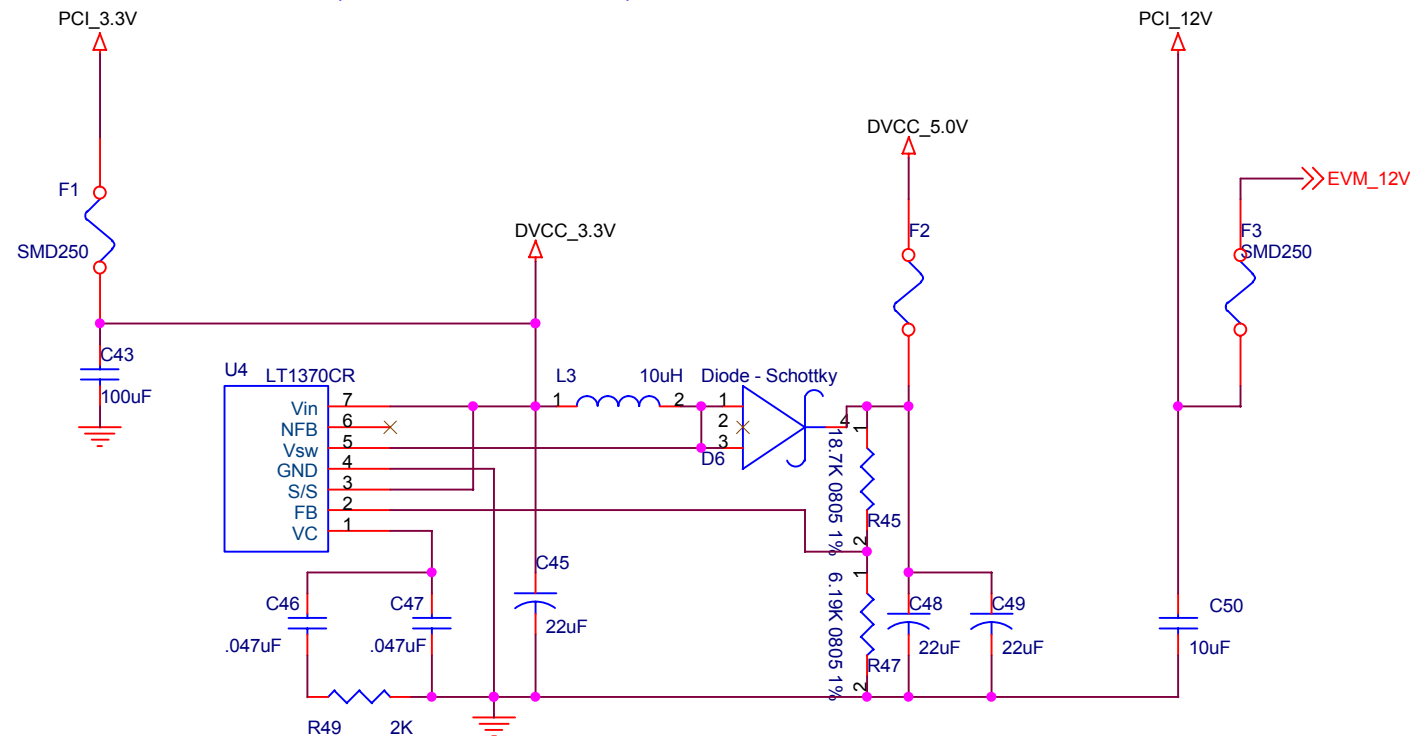 PCI_3.3V
PCI_12V
DVCC_5.0V
EVM_12V
F1
SMD250
DVCC_3.3V
F2
F3
SMD250
C43
100uF
U4
LT1370CR
L3
10uH
Diode - Schottky
Vin
7
NFB
6
Vsw
5
GND
4
S/S
3
FB
2
VC
1
1
2
1
2
3
4
D6
1
18.7K 0805 1%
R45
2
1
6.19K 0805 1%
R47
2
C46
.047uF
C47
.047uF
C45
22uF
C48
22uF
C49
22uF
C50
10uF
R49
2K